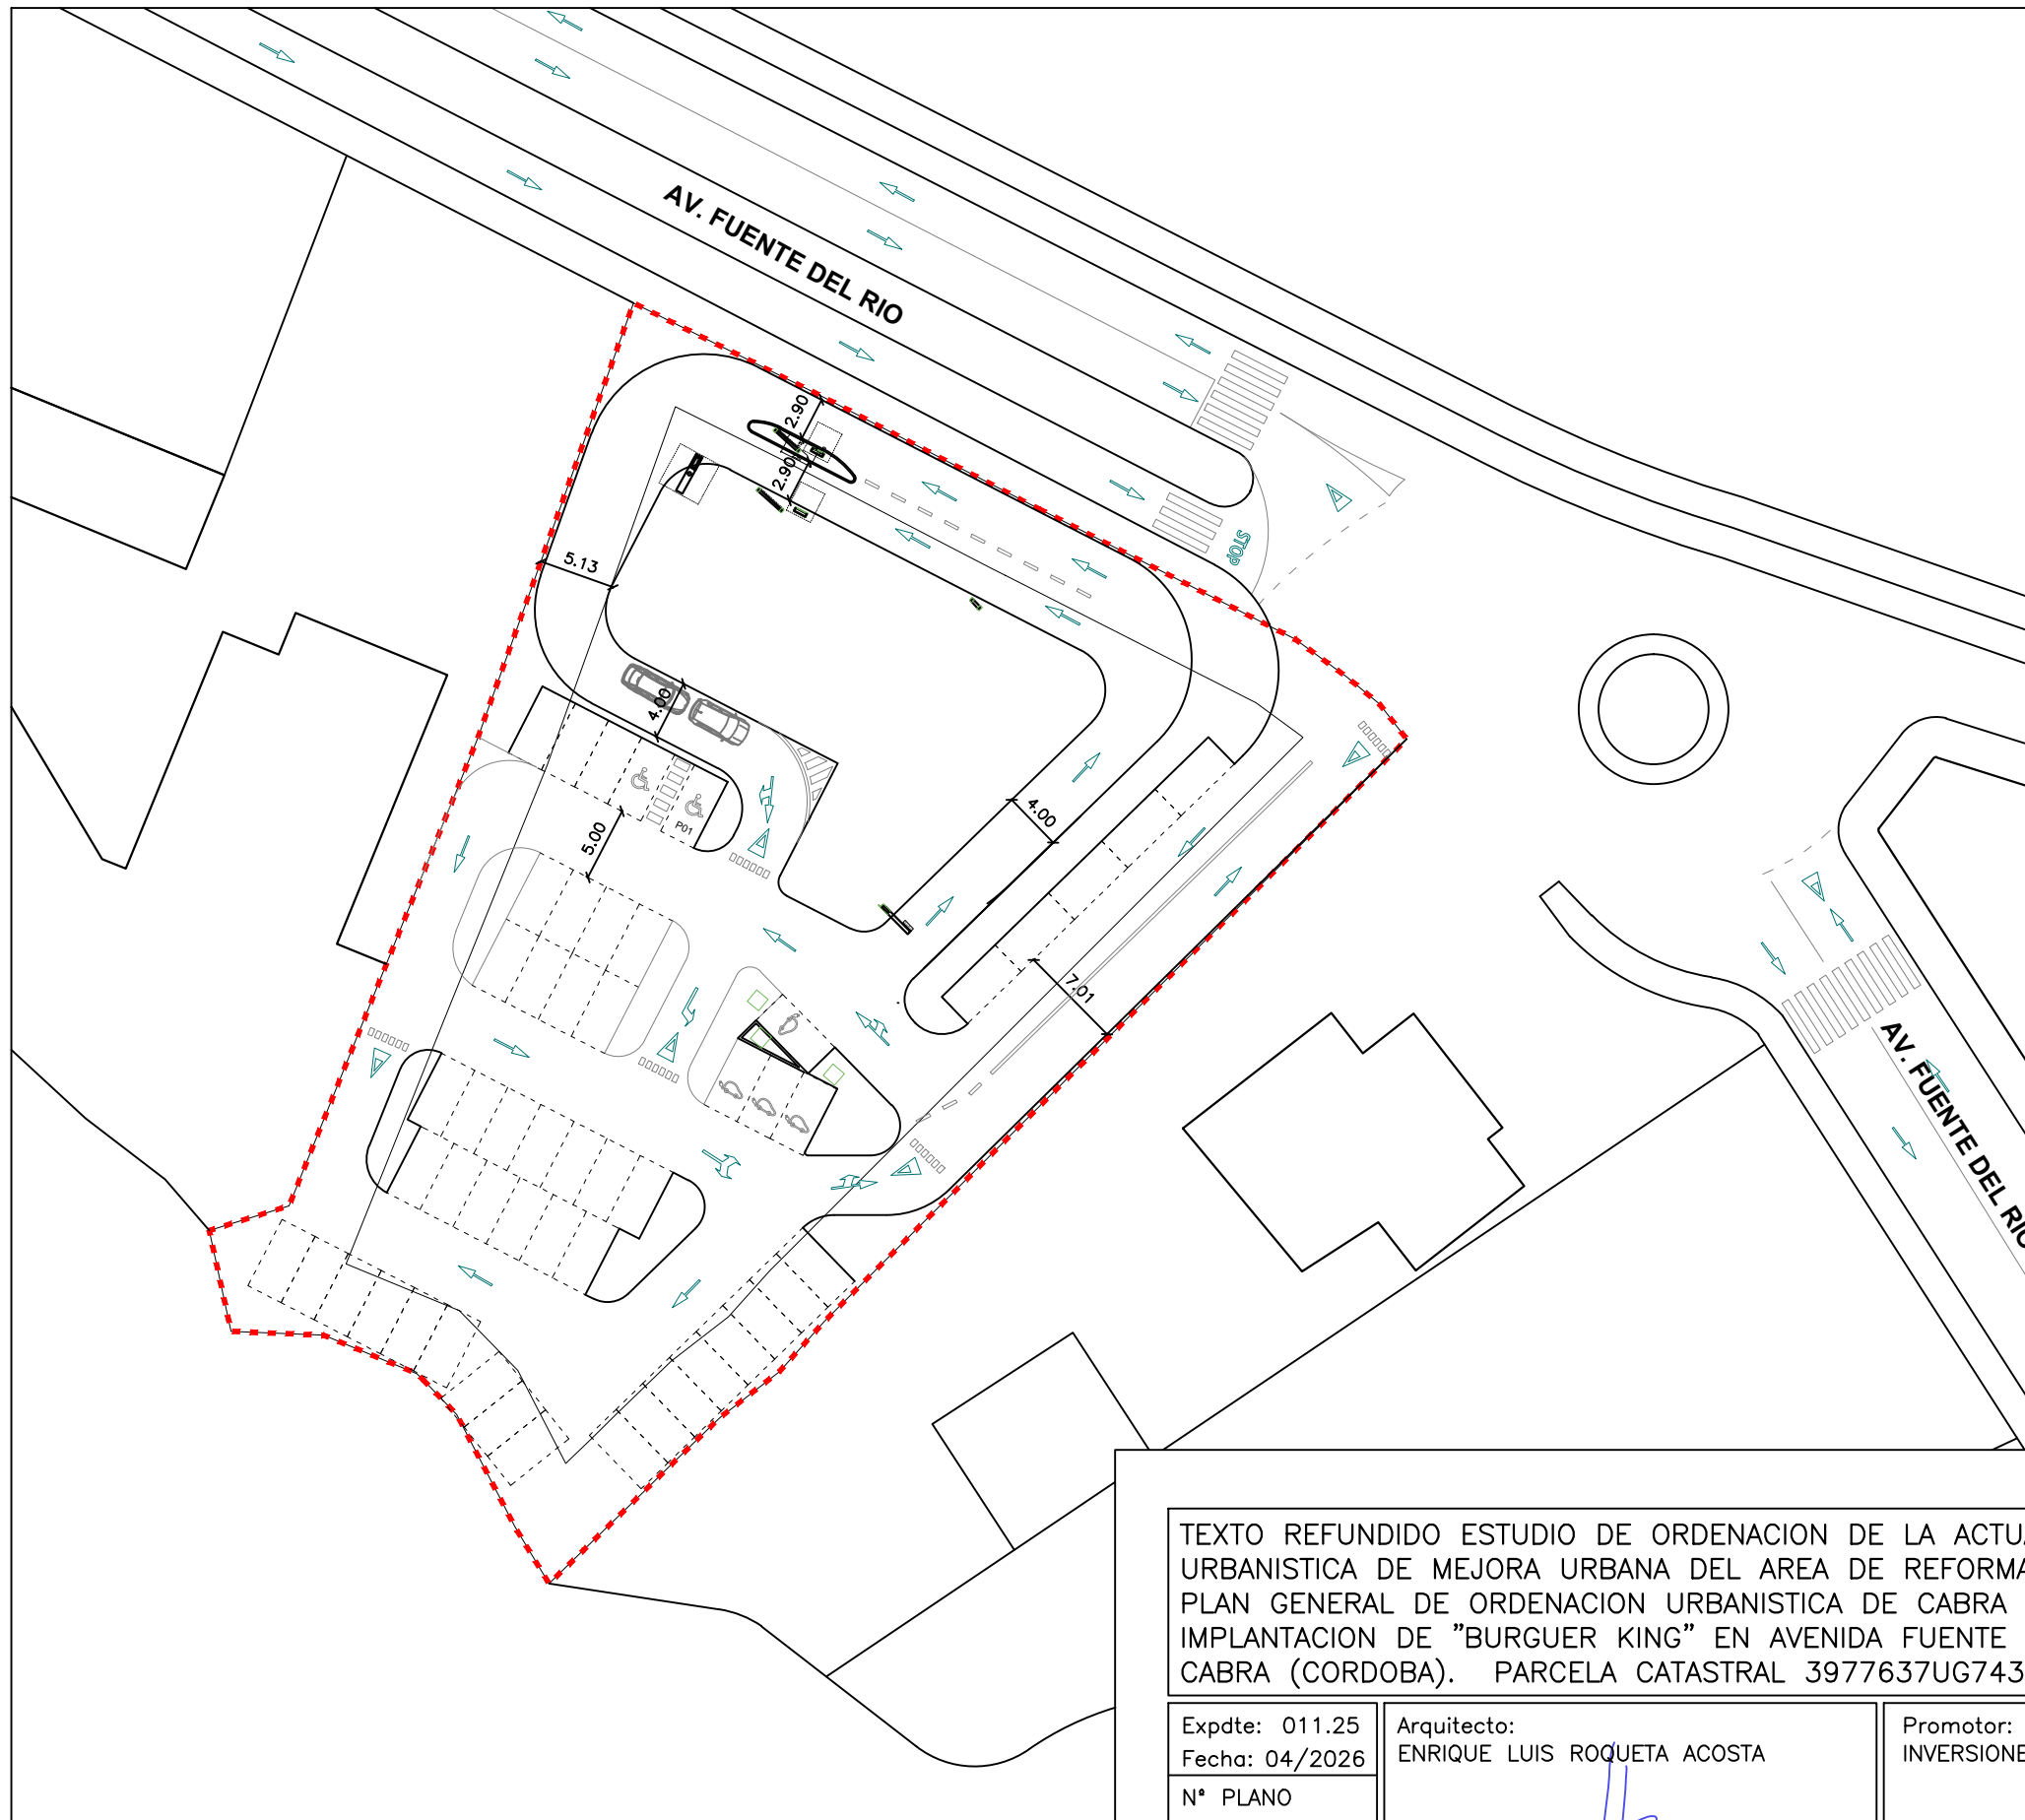 AV. FUENTE DEL RIO
2.90
2.90
STOP
5.13
4.00
P01
5.00
4.00
7.01
AV. FUENTE DEL RIO
TEXTO REFUNDIDO ESTUDIO DE ORDENACION DE LA ACTU
URBANISTICA DE MEJORA URBANA DEL AREA DE REFORMA
PLAN GENERAL DE ORDENACION URBANISTICA DE CABRA
IMPLANTACION DE "BURGUER KING" EN AVENIDA FUENTE
CABRA (CORDOBA). PARCELA CATASTRAL 3977637UG743
Expdte: 011.25
Fecha: 04/2026
Nº PLANO
Arquitecto:
ENRIQUE LUIS ROQUETA ACOSTA
Promotor:
INVERSIONE